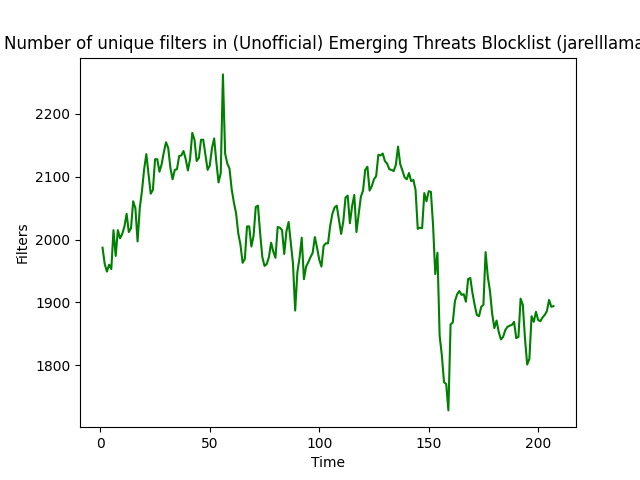 Number of unique filters in (Unofficial) Emerging Threats Blocklist (jarelllama
2200
2100
2000
1900
1800
Filters
0 50 100 150 200
Time